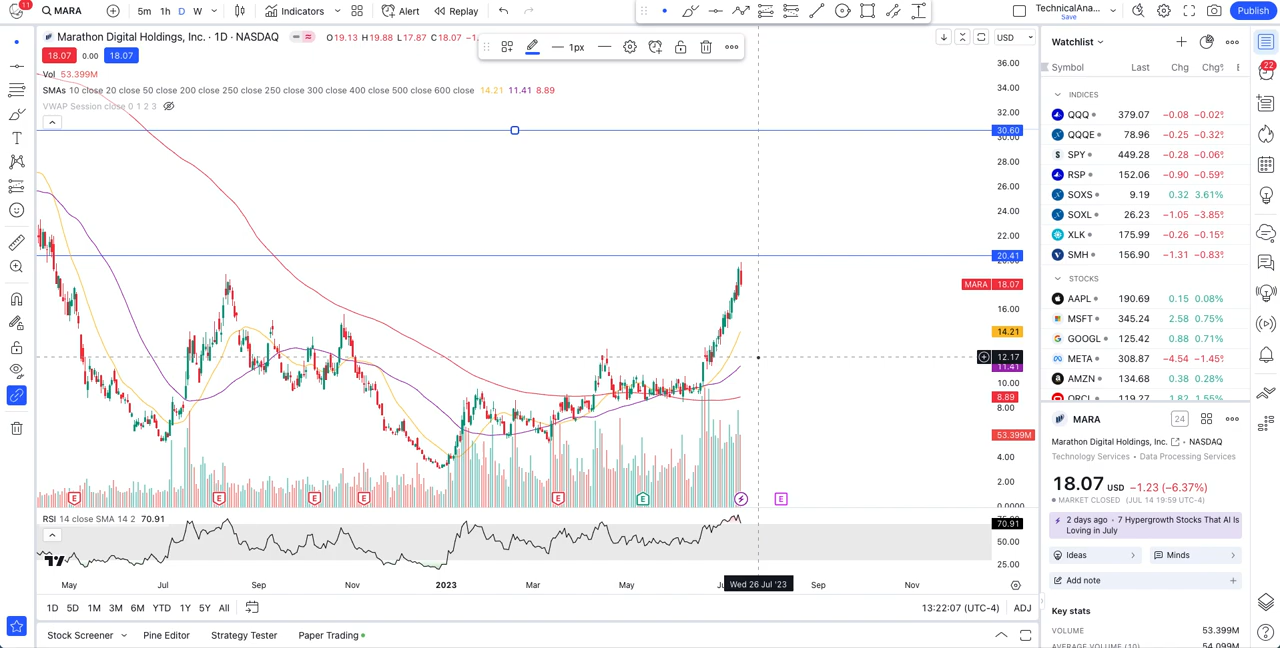 11
MARA
5m 1h D W
Indicators
Alert
Replay
TechnicalAna...
Save
Publish
Marathon Digital Holdings, Inc. · 1D · NASDAQ
O19.13 H19.88 L17.87 C18.07
18.07 0.00 18.07
Vol 53.399M
SMAs 10 close 20 close 50 close 200 close 250 close 250 close 300 close 400 close 500 close 600 close 14.21 11.41 8.89
VWAP Session close 0 1 2 3
1px
USD
36.00
34.00
32.00
30.60
28.00
26.00
24.00
22.00
20.41
MARA 18.07
16.00
14.21
12.17
11.41
10.00
8.89
8.00
53.399M
4.00
2.00
0.0000
E E E E E E E
RSI 14 close SMA 14 2 70.91
70.91
50.00
25.00
May Jul Sep Nov 2023 Mar May Wed 26 Jul '23 Sep Nov
1D 5D 1M 3M 6M YTD 1Y 5Y All
13:22:07 (UTC-4) ADJ
Stock Screener Pine Editor Strategy Tester Paper Trading
Watchlist
Symbol Last Chg Chg%
INDICES
QQQ 379.07 −0.08 −0.02%
QQQE 78.96 −0.25 −0.32%
SPY 449.28 −0.28 −0.06%
RSP 152.06 −0.90 −0.59%
SOXS 9.19 0.32 3.61%
SOXL 26.23 −1.05 −3.85%
XLK 175.99 −0.26 −0.15%
SMH 156.90 −1.31 −0.83%
STOCKS
AAPL 190.69 0.15 0.08%
MSFT 345.24 2.58 0.75%
GOOGL 125.42 0.88 0.71%
META 308.87 −4.54 −1.45%
AMZN 134.68 0.38 0.28%
ORCL 119.27 1.82 1.55%
MARA
24
Marathon Digital Holdings, Inc. • NASDAQ
Technology Services • Data Processing Services
18.07 USD −1.23 (−6.37%)
MARKET CLOSED (JUL 14 19:59 UTC-4)
2 days ago · 7 Hypergrowth Stocks That AI Is
Loving in July
Ideas
Minds
Add note
Key stats
VOLUME 53.399M
AVERAGE VOLUME (10) 54.099M
22